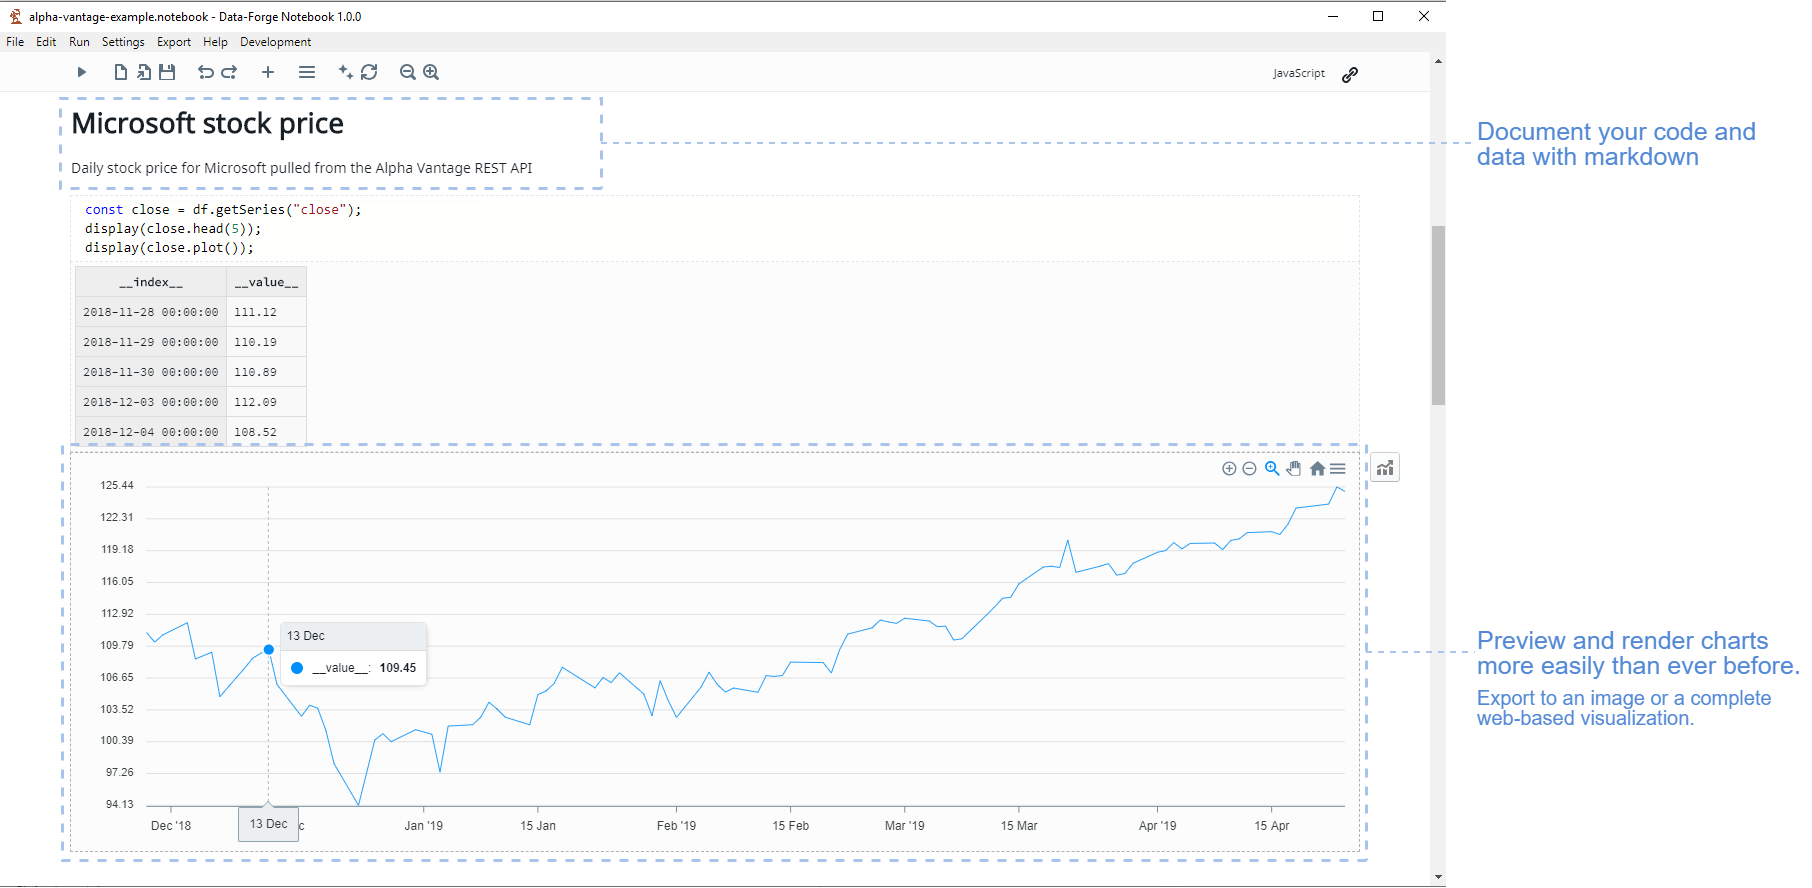 alpha-vantage-example.notebook - Data-Forge Notebook 1.0.0
File Edit Run Settings Export Help Development
JavaScript
Microsoft stock price
Daily stock price for Microsoft pulled from the Alpha Vantage REST API
Document your code and
data with markdown
const close = df.getSeries("close");
display(close.head(5));
display(close.plot());
__index__ __value__
2018-11-28 00:00:00 111.12
2018-11-29 00:00:00 110.19
2018-11-30 00:00:00 110.89
2018-12-03 00:00:00 112.09
2018-12-04 00:00:00 108.52
125.44
122.31
119.18
116.05
112.92
109.79
106.65
103.52
100.39
97.26
94.13
13 Dec
__value__: 109.45
Dec '18 13 Dec c Jan '19 15 Jan Feb '19 15 Feb Mar '19 15 Mar Apr '19 15 Apr
Preview and render charts
more easily than ever before.
Export to an image or a complete
web-based visualization.